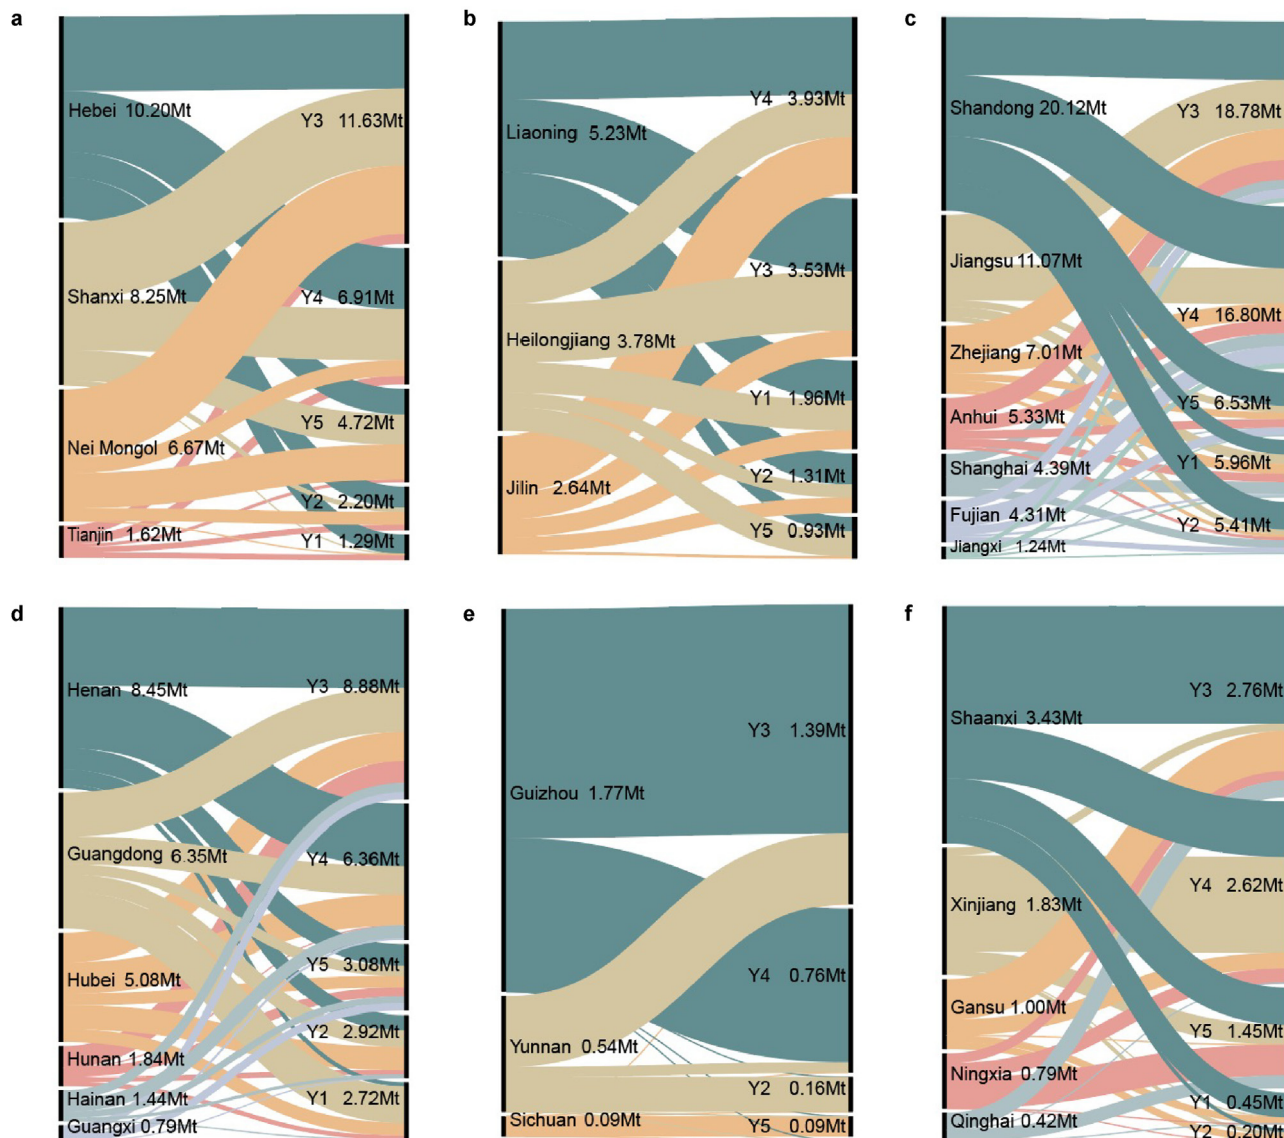 a
Hebei 10.20Mt
Shanxi 8.25Mt
Nei Mongol 6.67Mt
Tianjin 1.62Mt
Y3 11.63Mt
Y4 6.91Mt
Y5 4.72Mt
Y2 2.20Mt
Y1 1.29Mt
b
Liaoning 5.23Mt
Heilongjiang 3.78Mt
Jilin 2.64Mt
Y4 3.93Mt
Y3 3.53Mt
Y1 1.96Mt
Y2 1.31Mt
Y5 0.93Mt
c
Shandong 20.12Mt
Jiangsu 11.07Mt
Zhejiang 7.01Mt
Anhui 5.33Mt
Shanghai 4.39Mt
Fujian 4.31Mt
Jiangxi 1.24Mt
Y3 18.78Mt
Y4 16.80Mt
Y5 6.53Mt
Y1 5.96Mt
Y2 5.41Mt
d
Henan 8.45Mt
Guangdong 6.35Mt
Hubei 5.08Mt
Hunan 1.84Mt
Hainan 1.44Mt
Guangxi 0.79Mt
Y3 8.88Mt
Y4 6.36Mt
Y5 3.08Mt
Y2 2.92Mt
Y1 2.72Mt
e
Guizhou 1.77Mt
Yunnan 0.54Mt
Sichuan 0.09Mt
Y3 1.39Mt
Y4 0.76Mt
Y2 0.16Mt
Y5 0.09Mt
f
Shaanxi 3.43Mt
Xinjiang 1.83Mt
Gansu 1.00Mt
Ningxia 0.79Mt
Qinghai 0.42Mt
Y3 2.76Mt
Y4 2.62Mt
Y5 1.45Mt
Y1 0.45Mt
Y2 0.20Mt